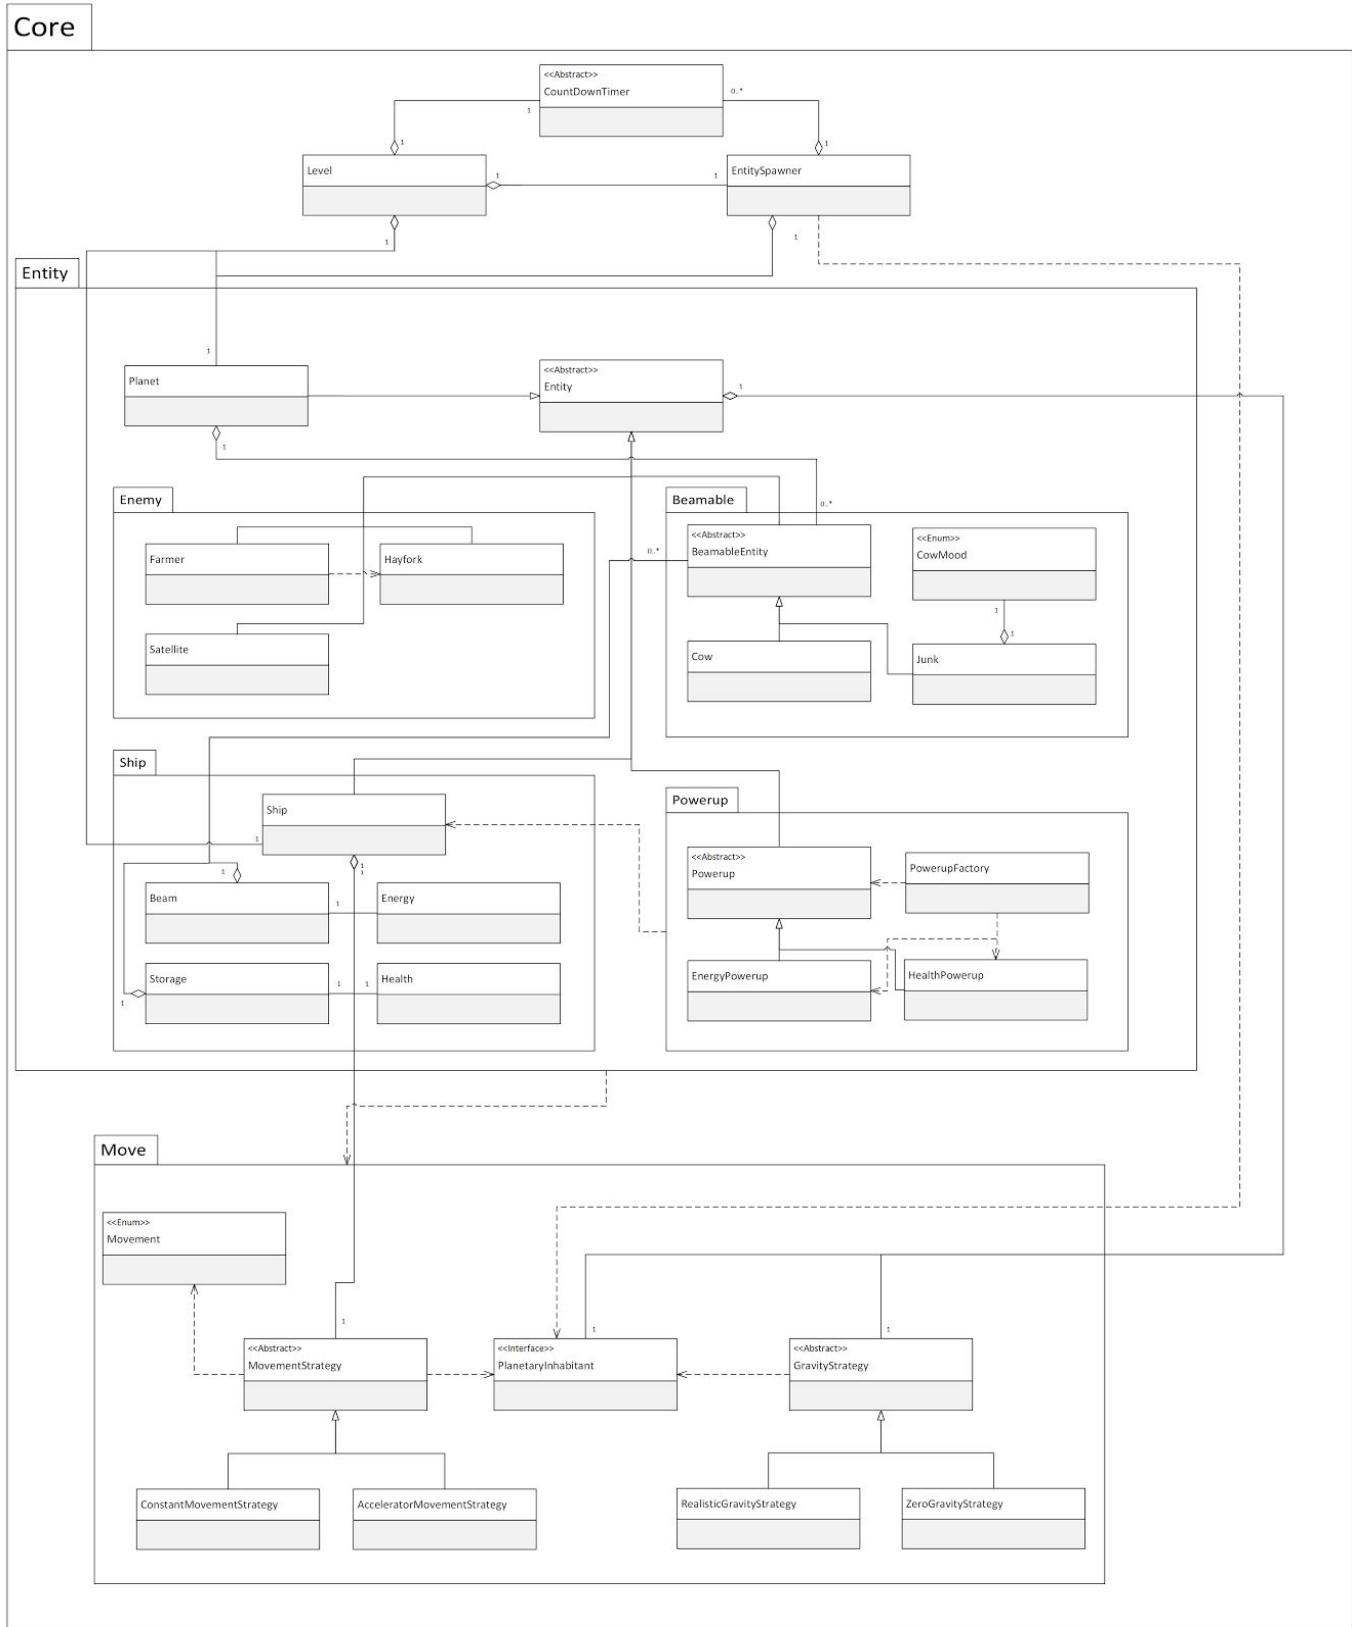 Core
<<Abstract>>
CountDownTimer
0..*
1
1
1
Level
1
1
EntitySpawner
1
1
Entity
1
Planet
<<Abstract>>
Entity
1
1
Enemy
Beamable
0..*
Farmer
Hayfork
0..*
<<Abstract>>
BeamableEntity
<<Enum>>
CowMood
1
1
Satellite
Cow
Junk
Ship
Powerup
Ship
1
1
1
1
Beam
1
Energy
<<Abstract>>
Powerup
PowerupFactory
Storage
1
1
Health
1
EnergyPowerup
HealthPowerup
Move
<<Enum>>
Movement
1
1
1
<<Abstract>>
MovementStrategy
<<Interface>>
PlanetaryInhabitant
<<Abstract>>
GravityStrategy
ConstantMovementStrategy
AcceleratorMovementStrategy
RealisticGravityStrategy
ZeroGravityStrategy